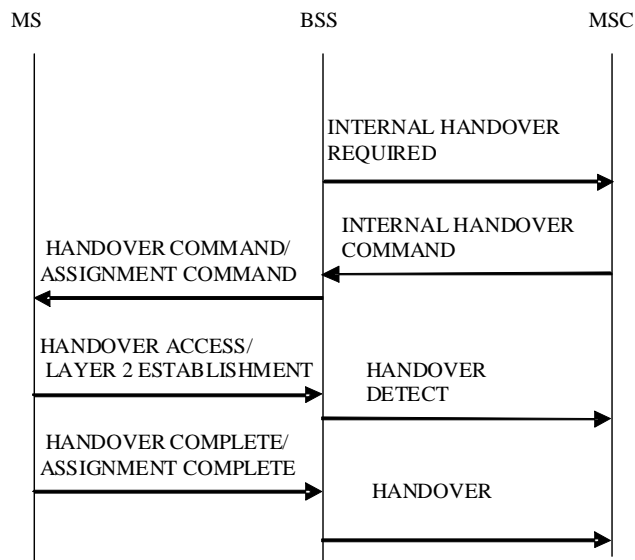 MS BSS MSC
INTERNAL HANDOVER
REQUIRED
INTERNAL HANDOVER
COMMAND
HANDOVER COMMAND/
ASSIGNMENT COMMAND
HANDOVER ACCESS/
LAYER 2 ESTABLISHMENT
HANDOVER
DETECT
HANDOVER COMPLETE/
ASSIGNMENT COMPLETE
HANDOVER